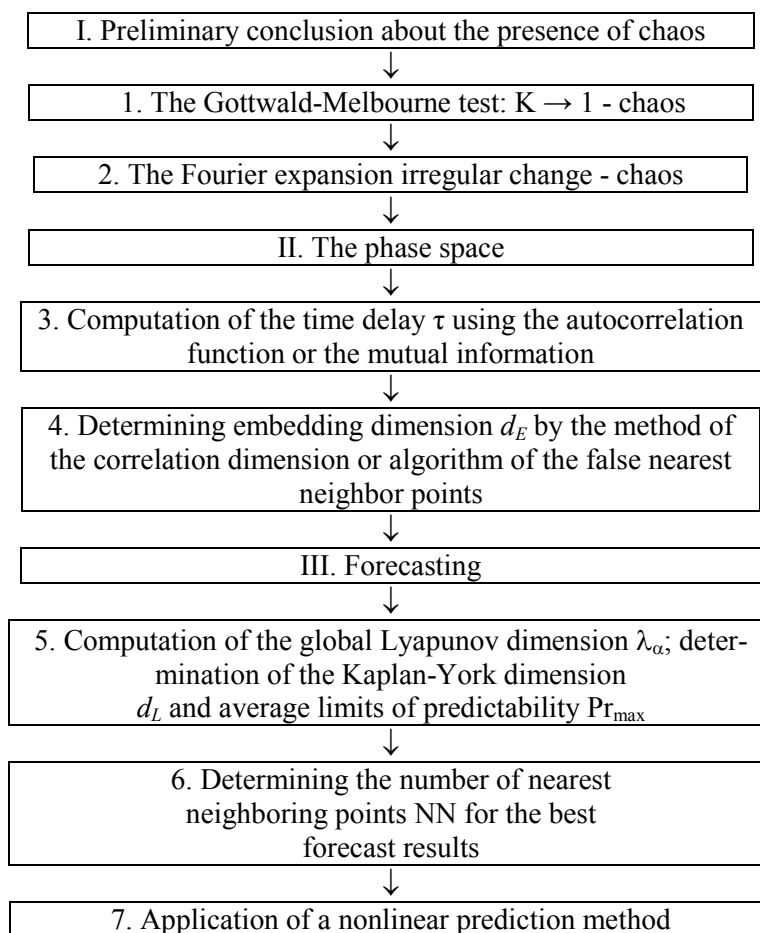 I. Preliminary conclusion about the presence of chaos
↓
1. The Gottwald-Melbourne test: K → 1 - chaos
↓
2. The Fourier expansion irregular change - chaos
↓
II. The phase space
↓
3. Computation of the time delay τ using the autocorrelation
function or the mutual information
↓
4. Determining embedding dimension d_E by the method of
the correlation dimension or algorithm of the false nearest
neighbor points
↓
III. Forecasting
↓
5. Computation of the global Lyapunov dimension λ_α; deter-
mination of the Kaplan-York dimension
d_L and average limits of predictability Pr_max
↓
6. Determining the number of nearest
neighboring points NN for the best
forecast results
↓
7. Application of a nonlinear prediction method